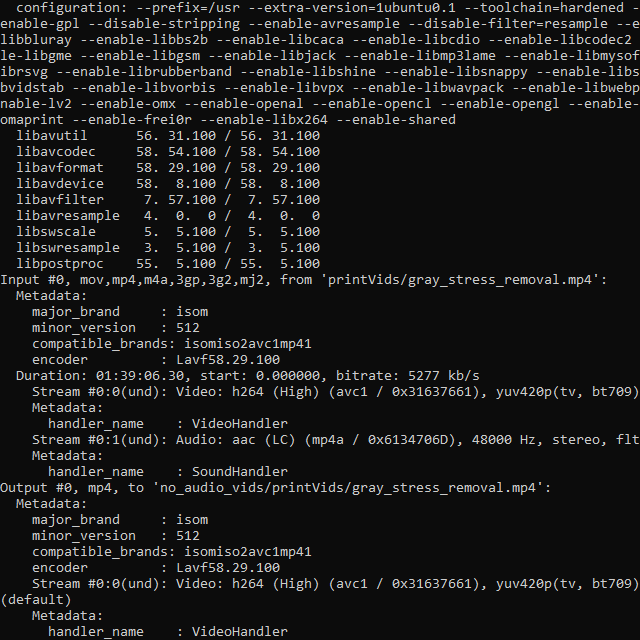 configuration: --prefix=/usr --extra-version=1ubuntu0.1 --toolchain=hardened -
enable-gpl --disable-stripping --enable-avresample --disable-filter=resample --e
libbluray --enable-libbs2b --enable-libcaca --enable-libcdio --enable-libcodec2
le-libgme --enable-libgsm --enable-libjack --enable-libmp3lame --enable-libmysof
ibrsvg --enable-librubberband --enable-libshine --enable-libsnappy --enable-libs
bvidstab --enable-libvorbis --enable-libvpx --enable-libwavpack --enable-libwebp
nable-lv2 --enable-omx --enable-openal --enable-opencl --enable-opengl --enable-
omaprint --enable-frei0r --enable-libx264 --enable-shared
libavutil      56. 31.100 / 56. 31.100
libavcodec     58. 54.100 / 58. 54.100
libavformat    58. 29.100 / 58. 29.100
libavdevice    58.  8.100 / 58.  8.100
libavfilter     7. 57.100 /  7. 57.100
libavresample   4.  0.  0 /  4.  0.  0
libswscale      5.  5.100 /  5.  5.100
libswresample   3.  5.100 /  3.  5.100
libpostproc    55.  5.100 / 55.  5.100
Input #0, mov,mp4,m4a,3gp,3g2,mj2, from 'printVids/gray_stress_removal.mp4':
Metadata:
major_brand     : isom
minor_version   : 512
compatible_brands: isomiso2avc1mp41
encoder         : Lavf58.29.100
Duration: 01:39:06.30, start: 0.000000, bitrate: 5277 kb/s
Stream #0:0(und): Video: h264 (High) (avc1 / 0x31637661), yuv420p(tv, bt709)
Metadata:
handler_name    : VideoHandler
Stream #0:1(und): Audio: aac (LC) (mp4a / 0x6134706D), 48000 Hz, stereo, flt
Metadata:
handler_name    : SoundHandler
Output #0, mp4, to 'no_audio_vids/printVids/gray_stress_removal.mp4':
Metadata:
major_brand     : isom
minor_version   : 512
compatible_brands: isomiso2avc1mp41
encoder         : Lavf58.29.100
Stream #0:0(und): Video: h264 (High) (avc1 / 0x31637661), yuv420p(tv, bt709)
(default)
Metadata:
handler_name    : VideoHandler